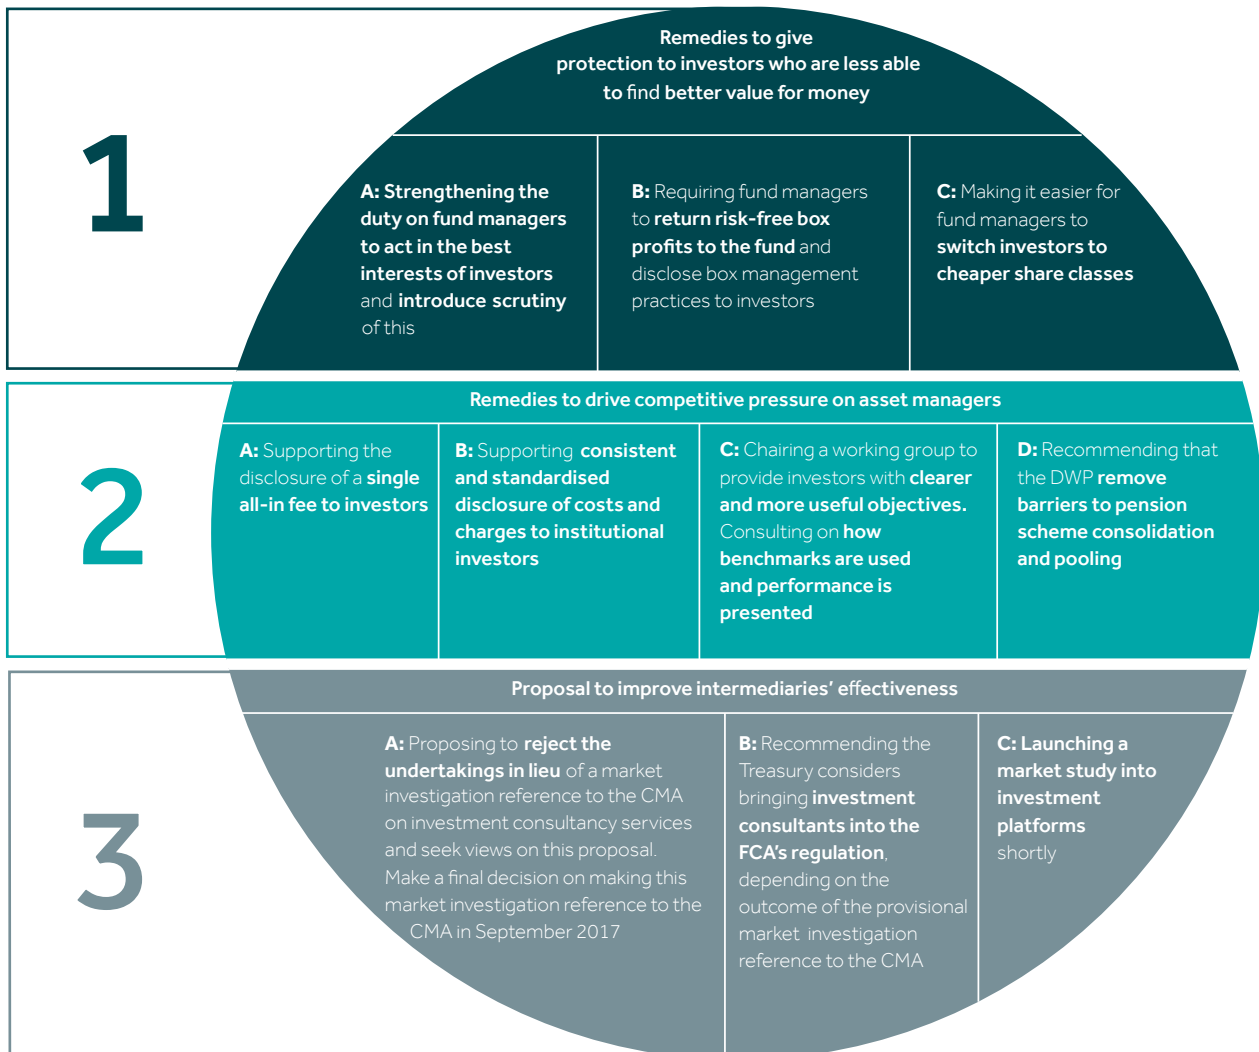 1
Remedies to give
protection to investors who are less able
to find better value for money
A: Strengthening the
duty on fund managers
to act in the best
interests of investors
and introduce scrutiny
of this
B: Requiring fund managers
to return risk-free box
profits to the fund and
disclose box management
practices to investors
C: Making it easier for
fund managers to
switch investors to
cheaper share classes
2
Remedies to drive competitive pressure on asset managers
A: Supporting the
disclosure of a single
all-in fee to investors
B: Supporting consistent
and standardised
disclosure of costs and
charges to institutional
investors
C: Chairing a working group to
provide investors with clearer
and more useful objectives.
Consulting on how
benchmarks are used
and performance is
presented
D: Recommending that
the DWP remove
barriers to pension
scheme consolidation
and pooling
3
Proposal to improve intermediaries' effectiveness
A: Proposing to reject the
undertakings in lieu of a market
investigation reference to the CMA
on investment consultancy services
and seek views on this proposal.
Make a final decision on making this
market investigation reference to the
CMA in September 2017
B: Recommending the
Treasury considers
bringing investment
consultants into the
FCA's regulation,
depending on the
outcome of the provisional
market investigation
reference to the CMA
C: Launching a
market study into
investment
platforms
shortly